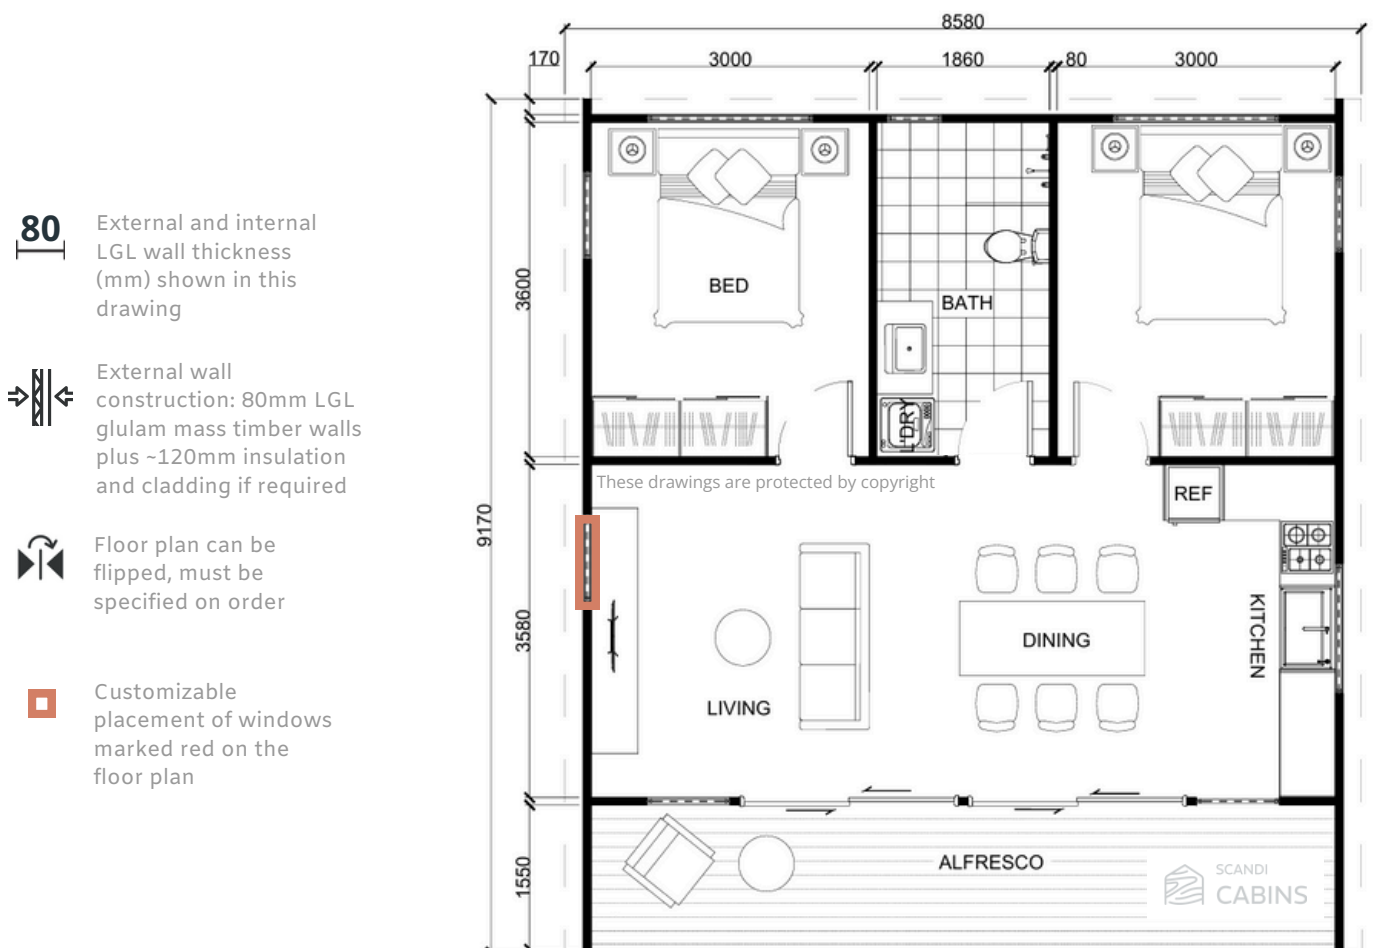 8580
170
3000
1860
80
3000
80
External and internal
LGL wall thickness
(mm) shown in this
drawing
External wall
construction: 80mm LGL
glulam mass timber walls
plus ~120mm insulation
and cladding if required
Floor plan can be
flipped, must be
specified on order
Customizable
placement of windows
marked red on the
floor plan
9170
3600
3580
1550
BED
BATH
L'DRY
These drawings are protected by copyright
REF
KITCHEN
DINING
LIVING
ALFRESCO
SCANDI
CABINS